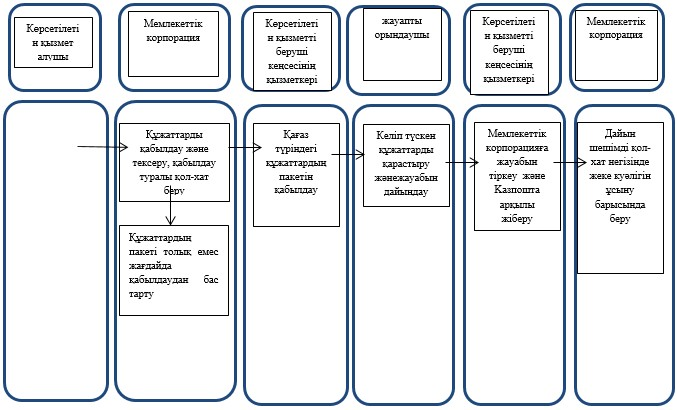 Көрсетілеті
н қызмет
алушы
Мемлекеттік
корпорация
Көрсетілеті
н қызметті
беруші
кеңсесінің
қызметкері
жауапты
орындаушы
Көрсетілеті
н қызметті
беруші
кеңсесінің
қызметкері
Мемлекеттік
корпорация
Құжаттарды
қабылдау және
тексеру, қабылдау
туралы қол-хат
беру
Құжаттардың
пакеті толық емес
жағдайда
қабылдаудан бас
тарту
Қағаз
түріндегі
құжаттардың
пакетін
қабылдау
Келіп түскен
құжаттарды
қарастыру
жәнежауабын
дайындау
Мемлекеттік
корпорацияға
жауабын
тіркеу және
Казпошта
арқылы
жіберу
Дайын
шешімді қол-
хат негізінде
жеке куәлігін
ұсыну
барысында
беру